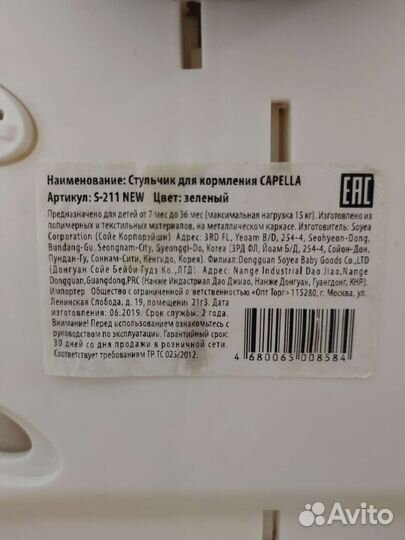 Наименование: Стульчик для кормления CAPELLA
Артикул: S-211 NEW Цвет: зеленый
EAC
Предназначено для детей от 7 мес до 36 мес (максимальная нагрузка 15 кг). Изготовлено из
полимерных и текстильных материалов, на металлическом каркасе. Изготовитель: Soyea
Corporation (Сойе Корпорэйшн) Адрес: 3RD FL, Yeoam B/D, 254-4, Seohyeon-Dong,
Bundang-Gu, Seongnam-City, Gyeonggi-Do, Korea (ЗРД ФЛ, Йоам Б/Д, 254-4, Сойон-Дон,
Пундан-Гу, Соннам-Сити, Кенгидо, Корея). Филиал: Dongguan Soyea Baby Goods Co.,LTD
(Донгуан Сойе Бейби Гудз Ко.,ЛТД) Адрес: Nange Industrial Dao Jiao,Nange
Dongguan,Guangdong,PRC (Нанже Индастриал Дао Джиао, Нанже Донгуан, Гуангдонг, КНР).
Импортер Общество с ограниченной ответственностью «Опт Торг» 115280, г. Москва, ул.
Ленинская Слобода, д. 19, помещение 21г3. Дата
изготовления: 06.2019. Срок службы: 2 года.
Внимание! Перед использованием ознакомьтесь с
руководством по эксплуатации. Гарантийный срок:
30 дней со дня продажи в розничной сети.
Соответствует требованиям ТР ТС 025/2012.
4 680065 008584
Avito